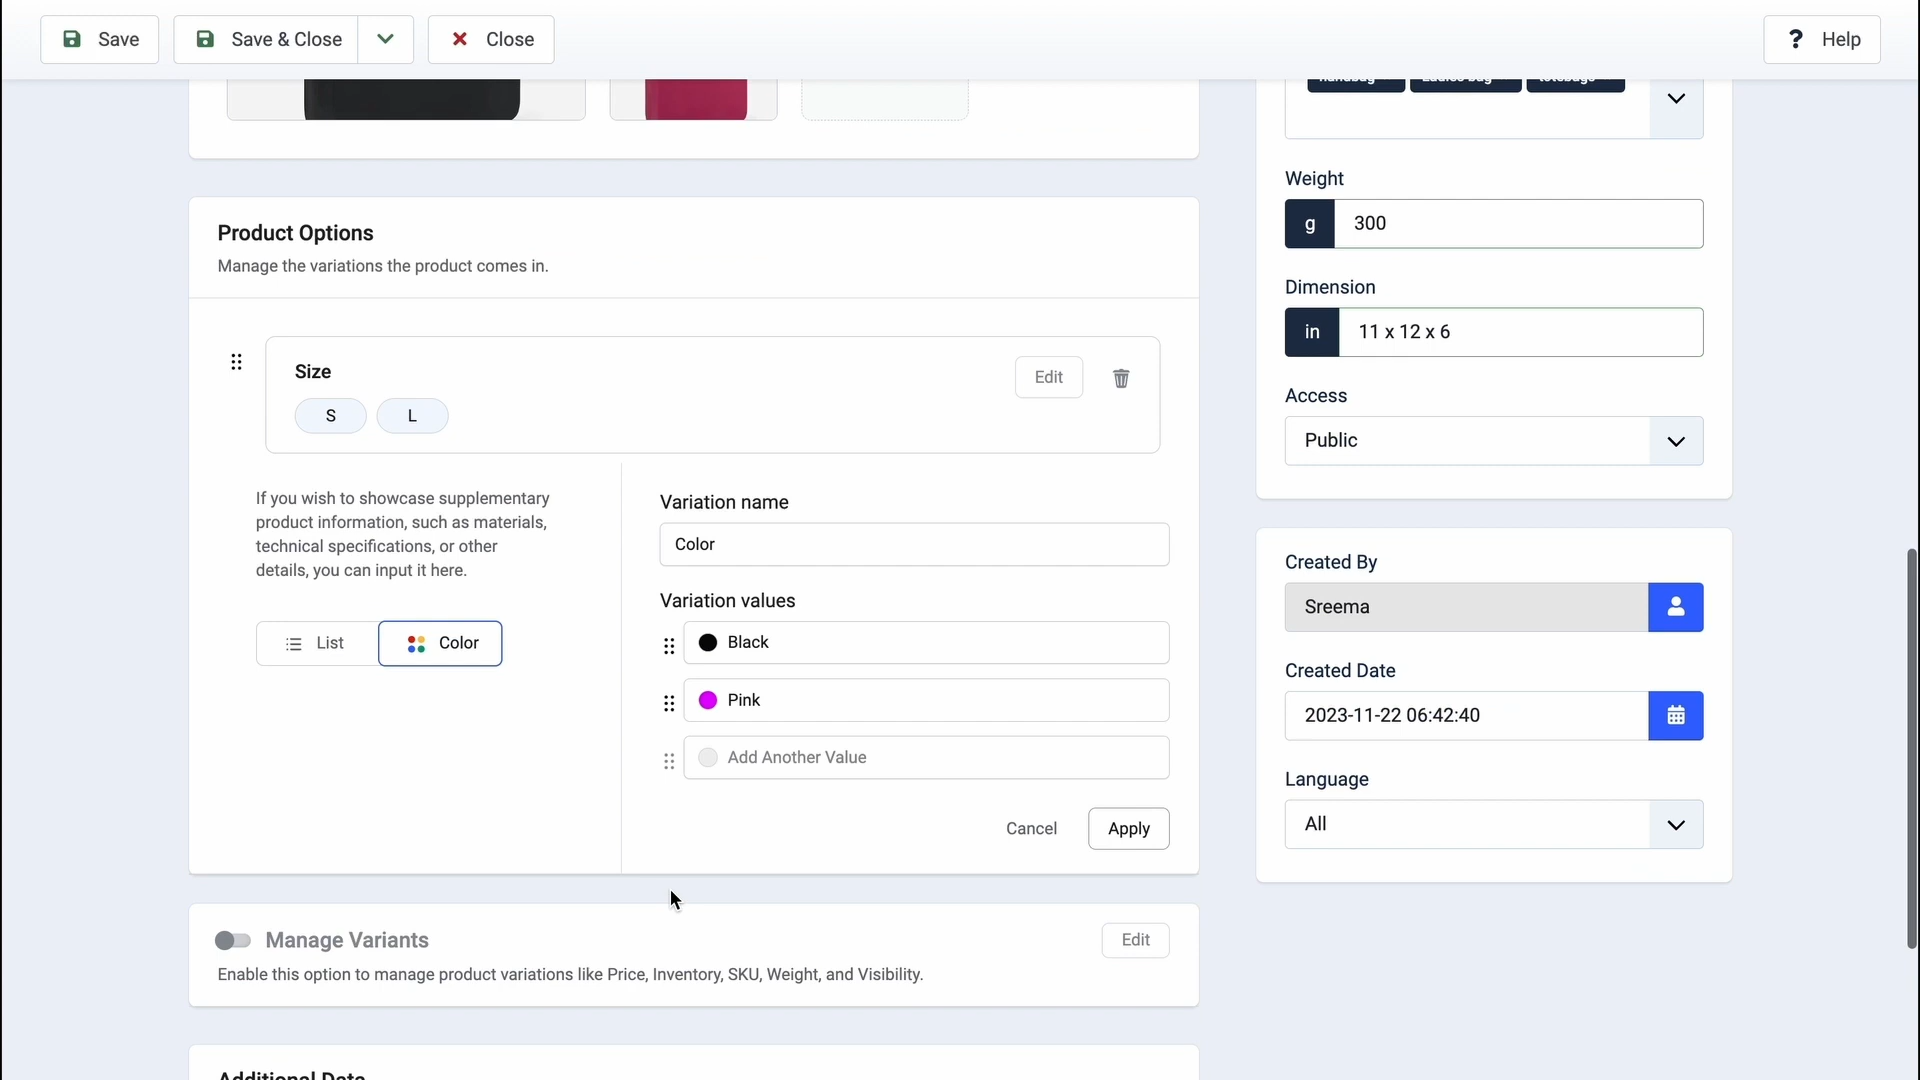 Save
Save & Close
Close
Help
handbag
Ladies bag
totebags
Weight
g 300
Dimension
in 11 x 12 x 6
Access
Public
Product Options
Manage the variations the product comes in.
Size
Edit
S
L
If you wish to showcase supplementary
product information, such as materials,
technical specifications, or other
details, you can input it here.
List
Color
Variation name
Color
Variation values
Black
Pink
Add Another Value
Cancel
Apply
Created By
Sreema
Created Date
2023-11-22 06:42:40
Language
All
Manage Variants
Edit
Enable this option to manage product variations like Price, Inventory, SKU, Weight, and Visibility.
Additional Data